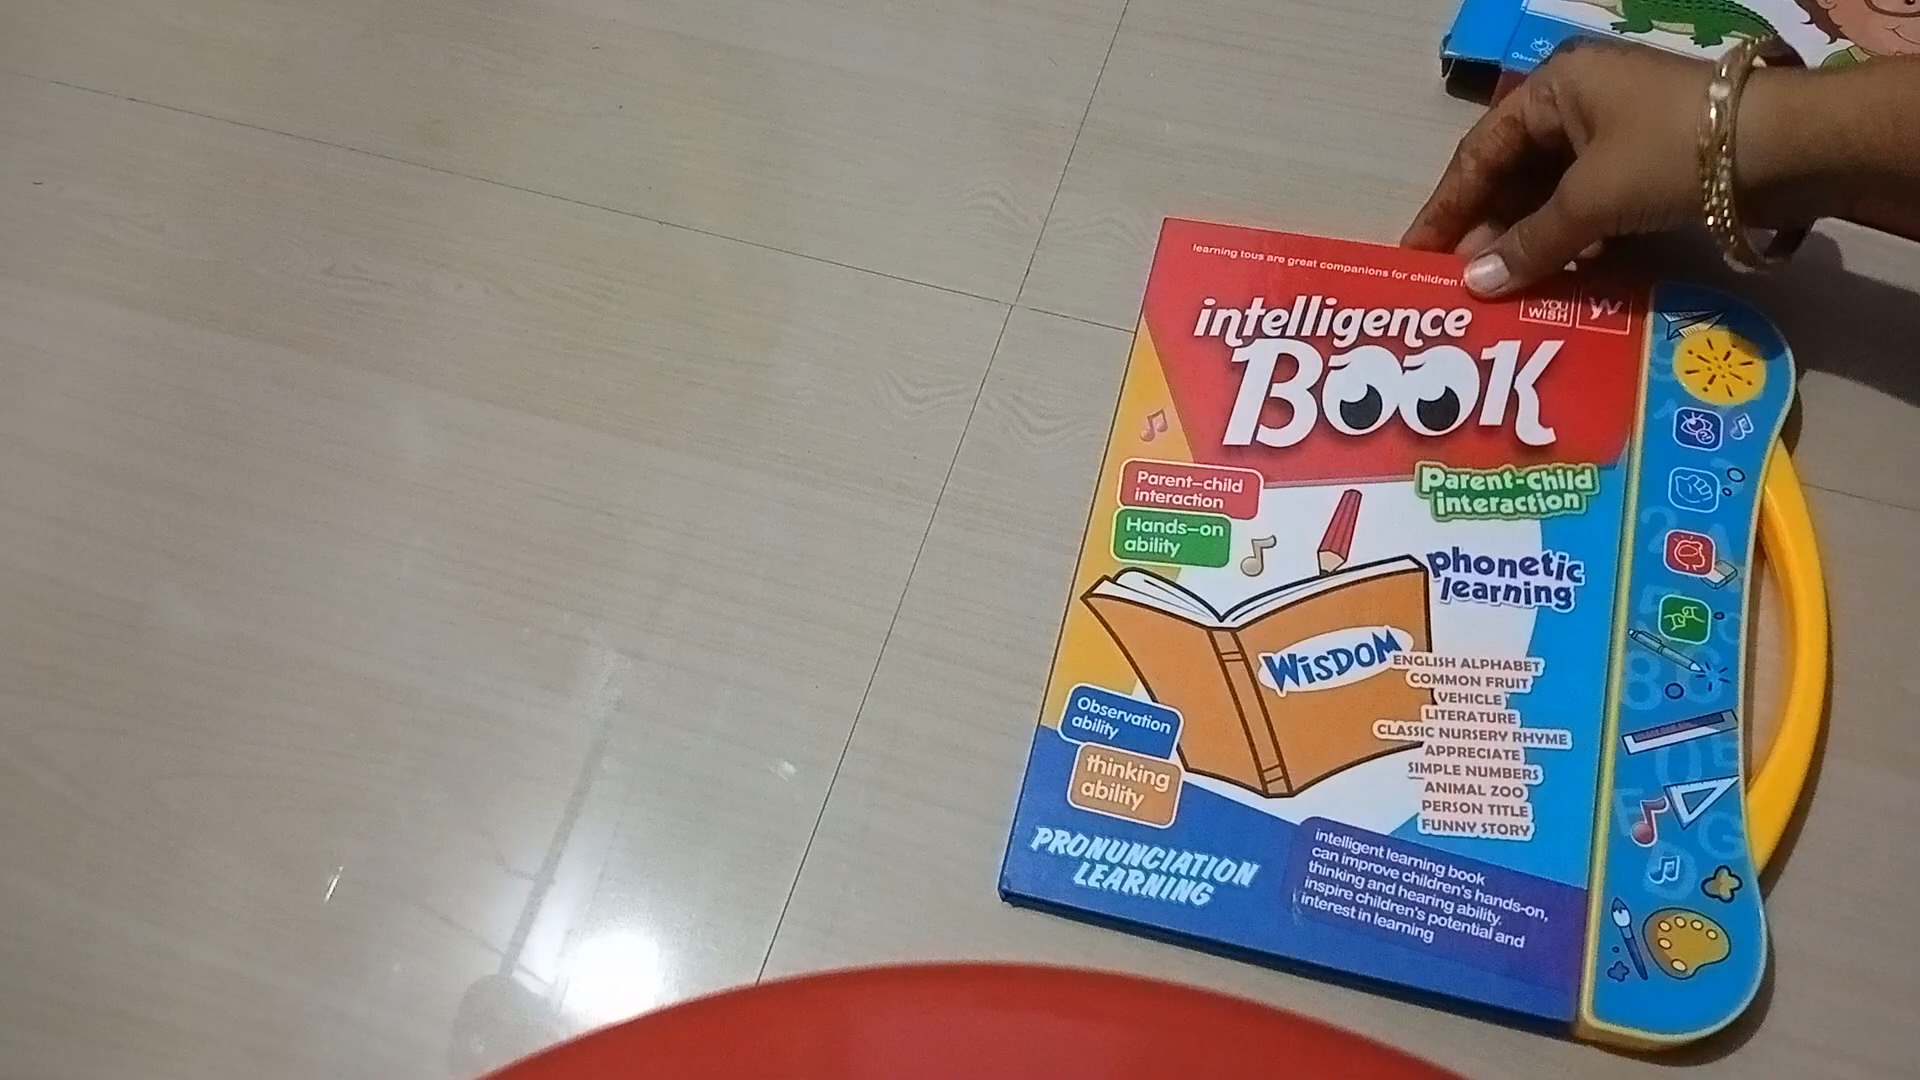 learning tous are great companions for children
YOU
WISH
intelligence
BOOK
Parent-child
interaction
Hands-on
ability
Parent-Child
interaction
phonetic
learning
WISDOM
ENGLISH ALPHABET
COMMON FRUIT
VEHICLE
LITERATURE
CLASSIC NURSERY RHYME
APPRECIATE
SIMPLE NUMBERS
ANIMAL ZOO
PERSON TITLE
FUNNY STORY
Observation
ability
thinking
ability
PRONUNCIATION
LEARNING
intelligent learning book
can improve children's hands-on,
thinking and hearing ability.
inspire children's potential and
interest in learning